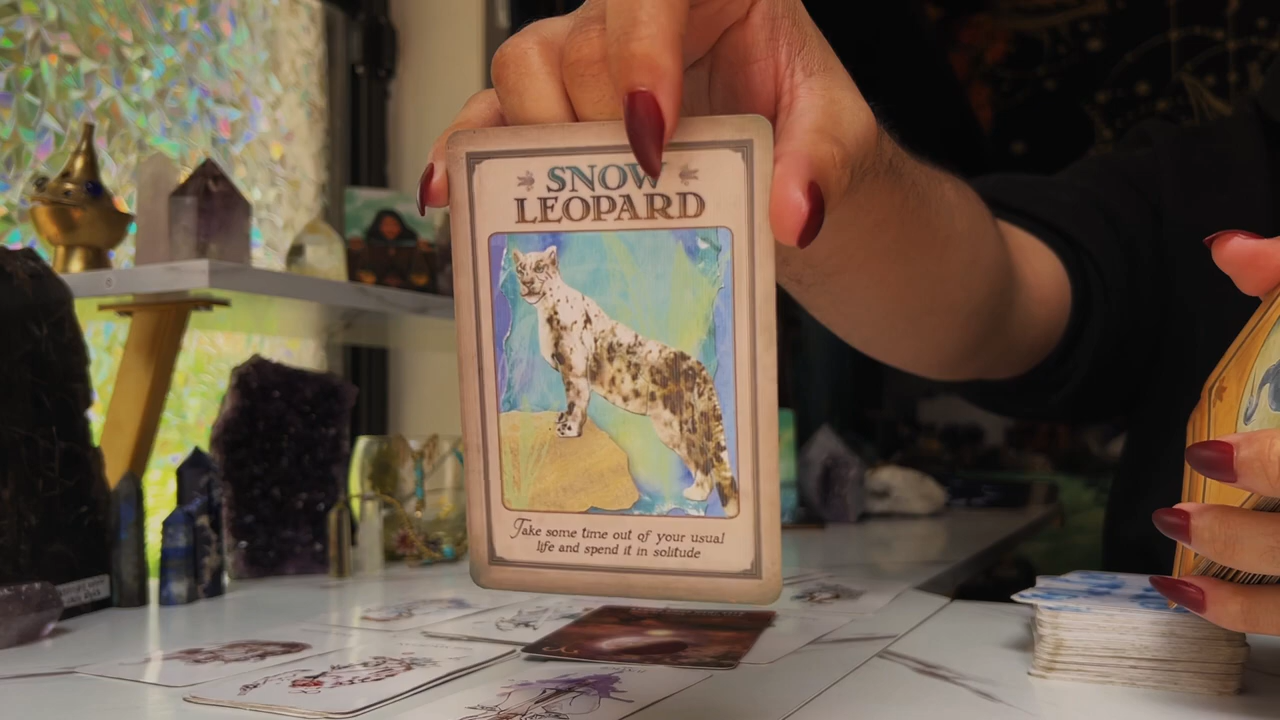 SNOW
LEOPARD
Take some time out of your usual
life and spend it in solitude